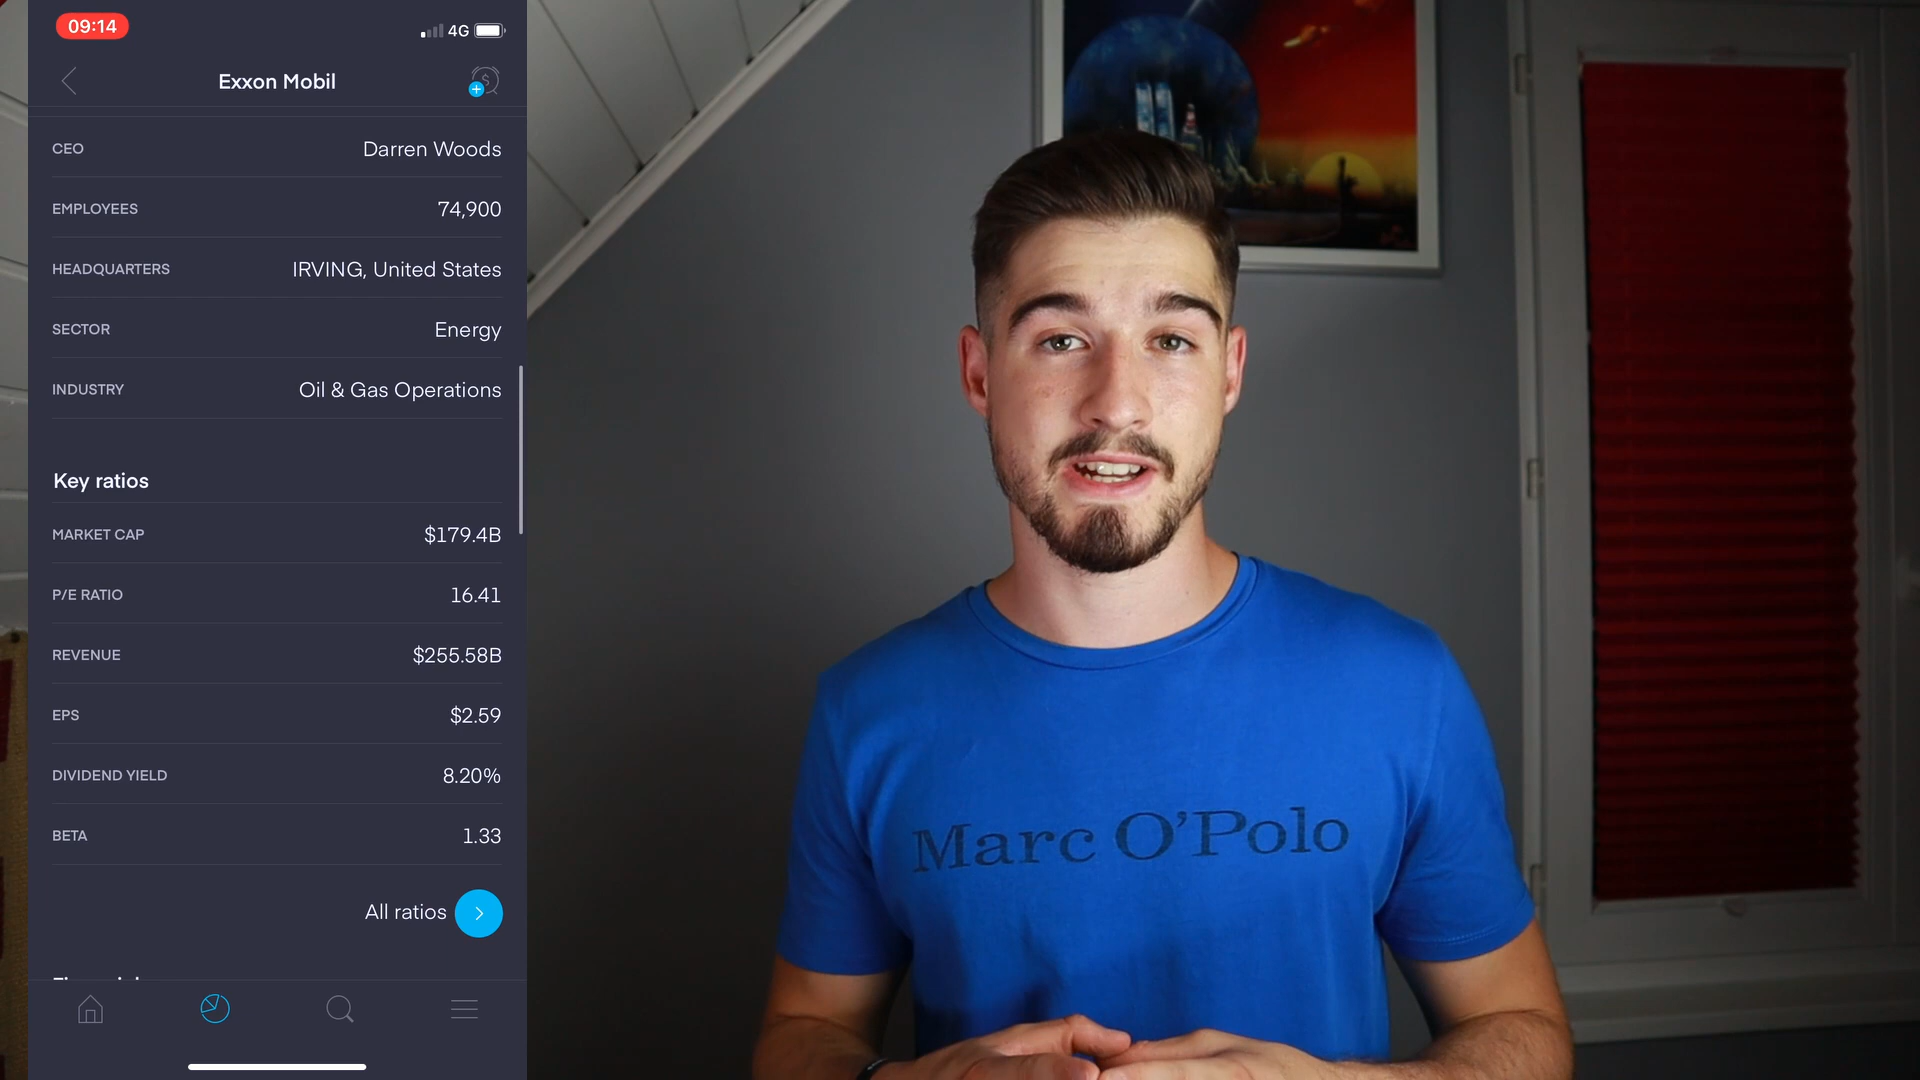 09:14
4G
Exxon Mobil
CEO Darren Woods
EMPLOYEES 74,900
HEADQUARTERS IRVING, United States
SECTOR Energy
INDUSTRY Oil & Gas Operations
Key ratios
MARKET CAP $179.4B
P/E RATIO 16.41
REVENUE $255.58B
EPS $2.59
DIVIDEND YIELD 8.20%
BETA 1.33
All ratios
Marc O'Polo